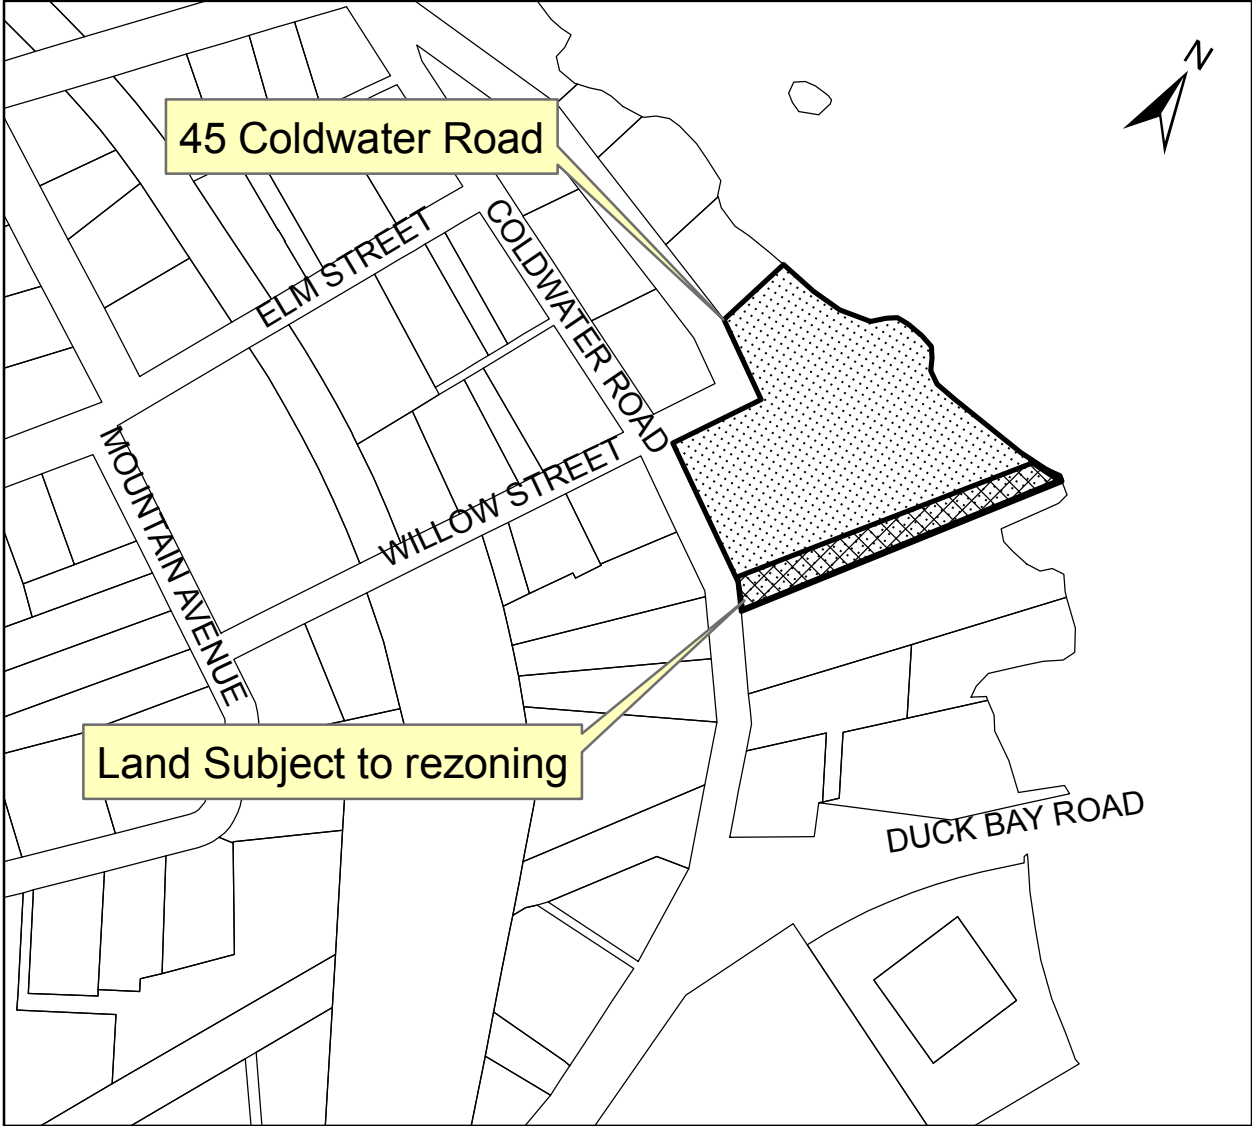 N
45 Coldwater Road
ELM STREET
COLDWATER ROAD
MOUNTAIN AVENUE
WILLOW STREET
Land Subject to rezoning
DUCK BAY ROAD